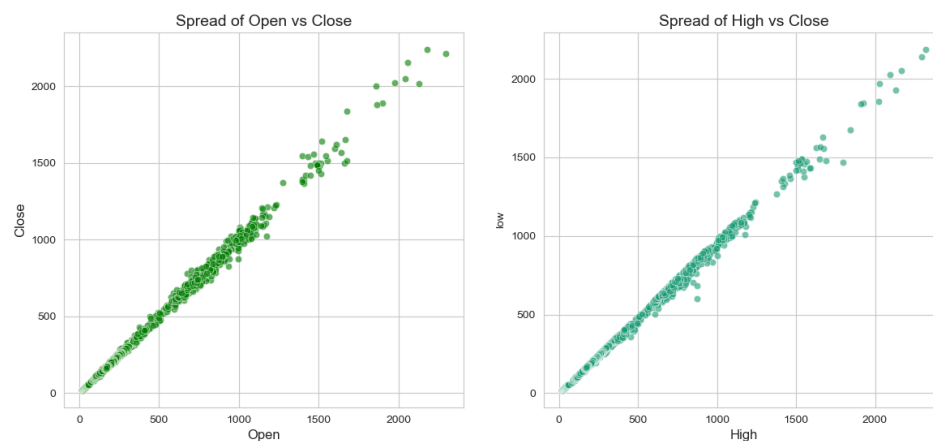 Spread of Open vs Close
Close
2000
1500
1000
500
0
0 500 1000 1500 2000
Open
Spread of High vs Close
low
2000
1500
1000
500
0
0 500 1000 1500 2000
High